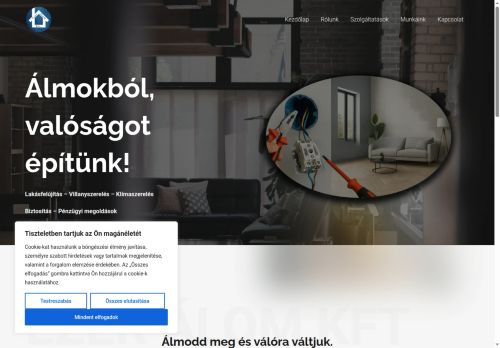 Kezdőlap Rólunk Szolgáltatások Munkáink Kapcsolat
Álmokból,
valóságot
építünk!
Lakásfelújítás – Villanyszerelés – Klímaszerelés
Biztosítás – Pénzügyi megoldások
Tiszteletben tartjuk az Ön magánéletét
Cookie-kat használunk a böngészési élmény javítása,
személyre szabott hirdetések vagy tartalmak megjelenítése,
valamint a forgalom elemzése érdekében. Az „Összes
elfogadás” gombra kattintva Ön hozzájárul a cookie-k
használatához.
Testreszabás Összes elutasítása
Mindent elfogadok
Álmodd meg és valóra váltjuk.